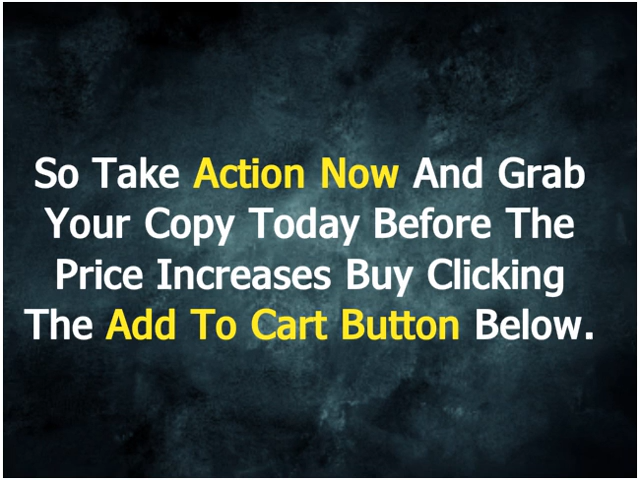 So Take Action Now And Grab
Your Copy Today Before The
Price Increases Buy Clicking
The Add To Cart Button Below.